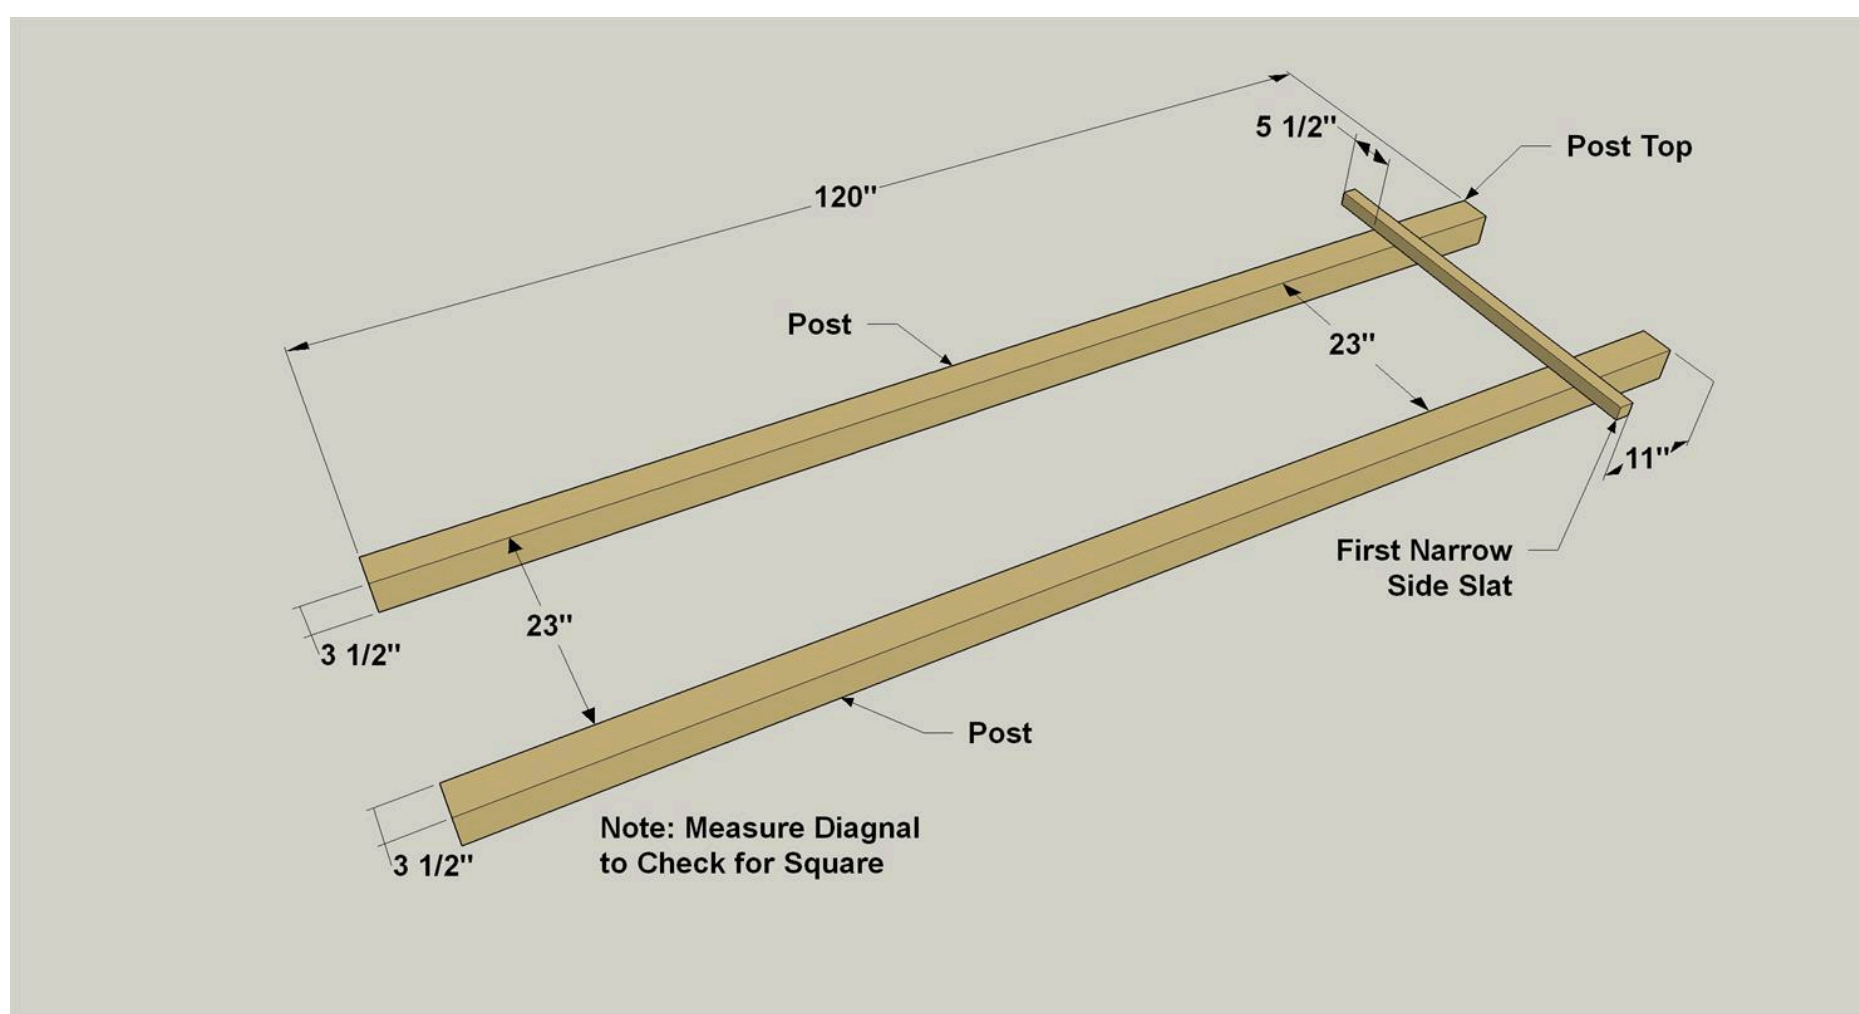 5 1/2"
Post Top
120"
Post
23"
11"
First Narrow
Side Slat
23"
3 1/2"
Post
Note: Measure Diagnal
to Check for Square
3 1/2"